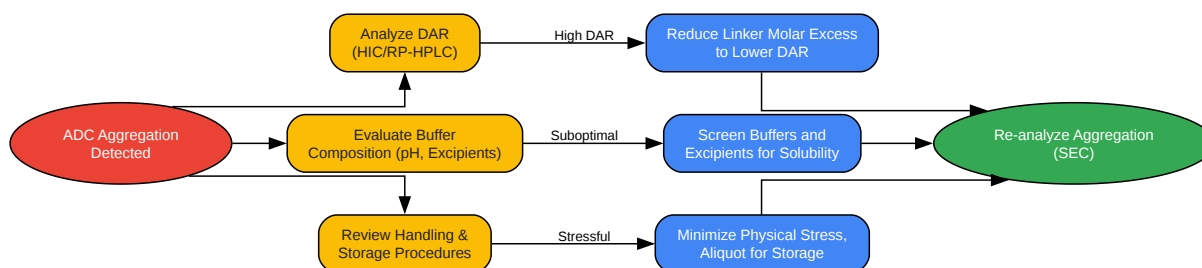 Analyze DAR
(HIC/RP-HPLC)
High DAR
Reduce Linker Molar Excess
to Lower DAR
ADC Aggregation
Detected
Evaluate Buffer
Composition (pH, Excipients)
Suboptimal
Screen Buffers and
Excipients for Solubility
Re-analyze Aggregation
(SEC)
Review Handling &
Storage Procedures
Stressful
Minimize Physical Stress,
Aliquot for Storage